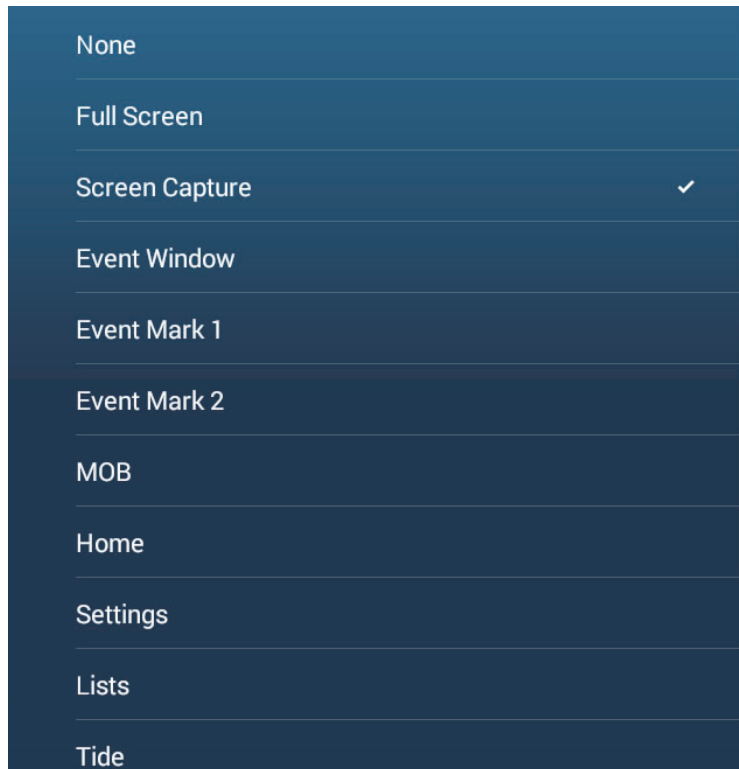 None
Full Screen
Screen Capture
Event Window
Event Mark 1
Event Mark 2
MOB
Home
Settings
Lists
Tide